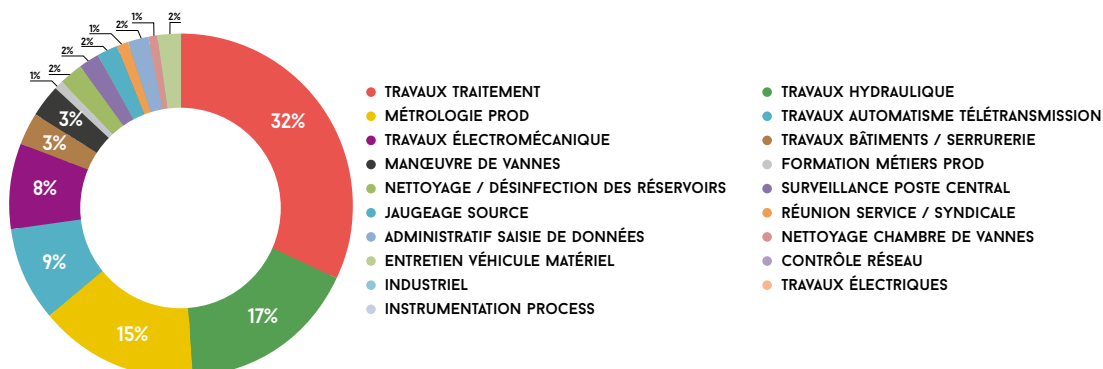 1%
2%
2%
1%
2%
2%
2%
1%
3%
3%
8%
9%
15%
17%
32%
TRAVAUX TRAITEMENT
MÉTROLOGIE PROD
TRAVAUX ÉLECTROMÉCANIQUE
MANŒUVRE DE VANNES
NETTOYAGE / DÉSINFECTION DES RÉSERVOIRS
JAUGEAGE SOURCE
ADMINISTRATIF SAISIE DE DONNÉES
ENTRETIEN VÉHICULE MATÉRIEL
INDUSTRIEL
INSTRUMENTATION PROCESS
TRAVAUX HYDRAULIQUE
TRAVAUX AUTOMATISME TÉLÉTRANSMISSION
TRAVAUX BÂTIMENTS / SERRURERIE
FORMATION MÉTIERS PROD
SURVEILLANCE POSTE CENTRAL
RÉUNION SERVICE / SYNDICALE
NETTOYAGE CHAMBRE DE VANNES
CONTRÔLE RÉSEAU
TRAVAUX ÉLECTRIQUES